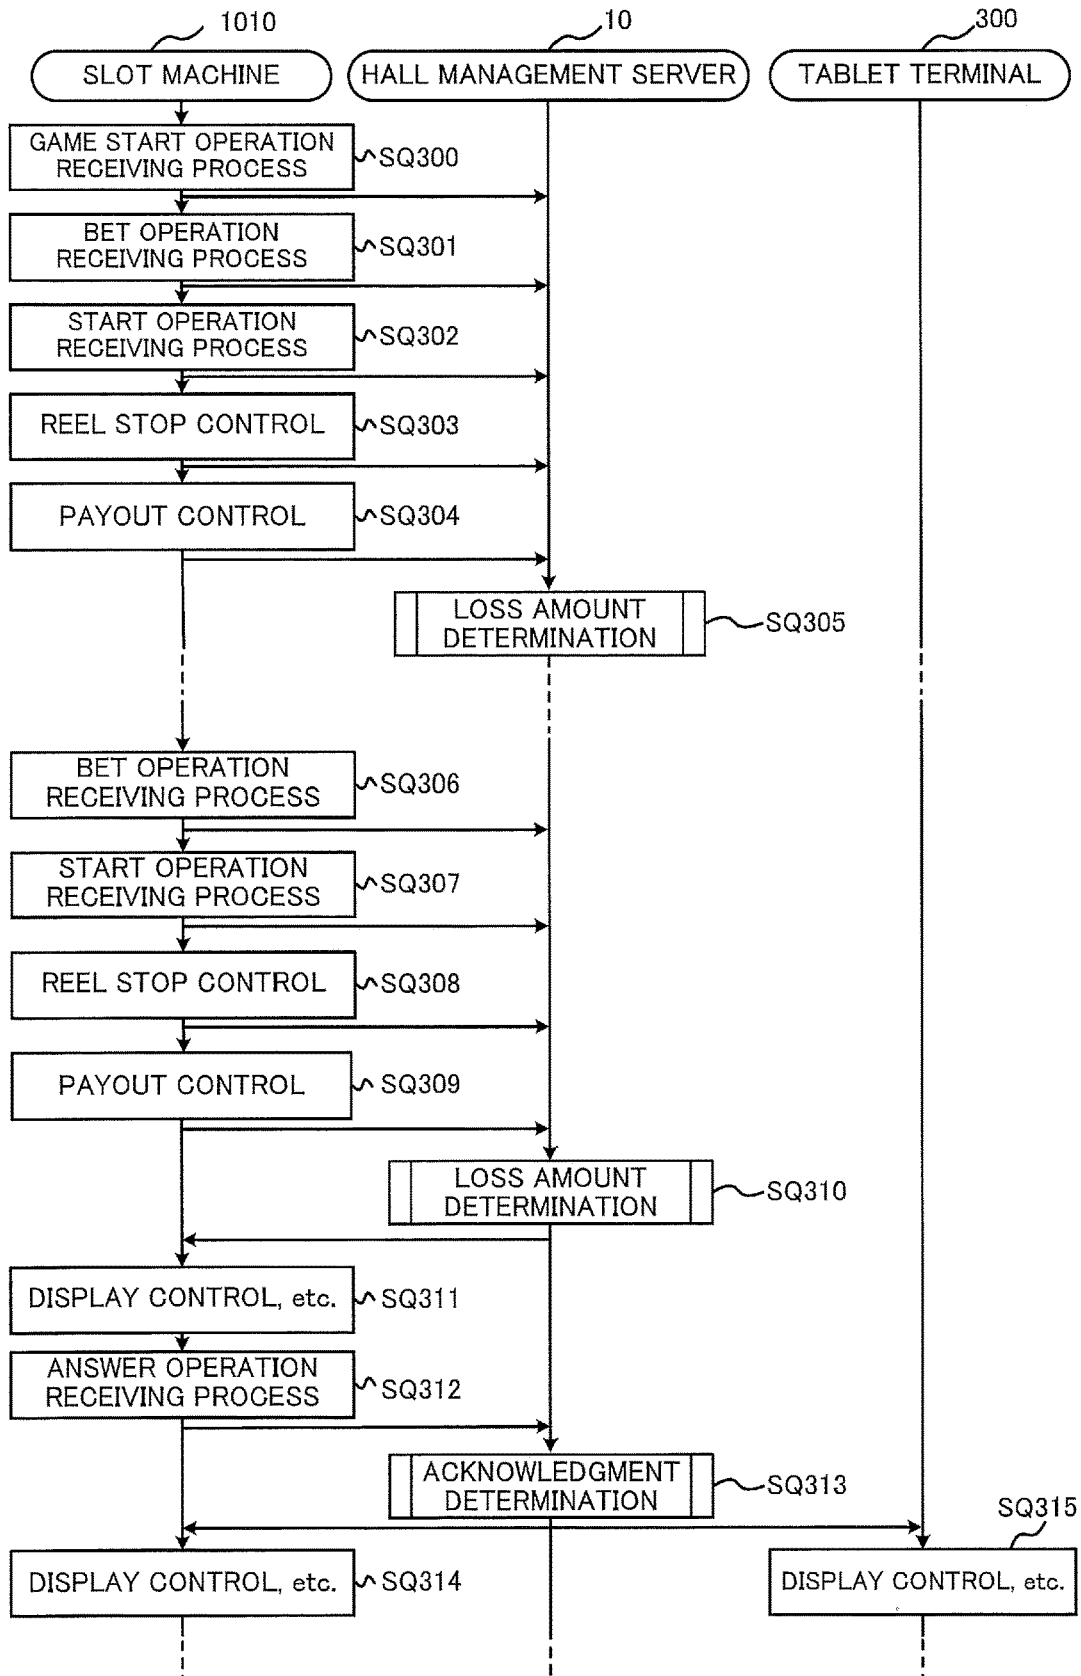 1010
10
300
SLOT MACHINE
HALL MANAGEMENT SERVER
TABLET TERMINAL
GAME START OPERATION
RECEIVING PROCESS
SQ300
BET OPERATION
RECEIVING PROCESS
SQ301
START OPERATION
RECEIVING PROCESS
SQ302
REEL STOP CONTROL
SQ303
PAYOUT CONTROL
SQ304
LOSS AMOUNT
DETERMINATION
SQ305
BET OPERATION
RECEIVING PROCESS
SQ306
START OPERATION
RECEIVING PROCESS
SQ307
REEL STOP CONTROL
SQ308
PAYOUT CONTROL
SQ309
LOSS AMOUNT
DETERMINATION
SQ310
DISPLAY CONTROL, etc.
SQ311
ANSWER OPERATION
RECEIVING PROCESS
SQ312
ACKNOWLEDGMENT
DETERMINATION
SQ313
SQ315
DISPLAY CONTROL, etc.
SQ314
DISPLAY CONTROL, etc.